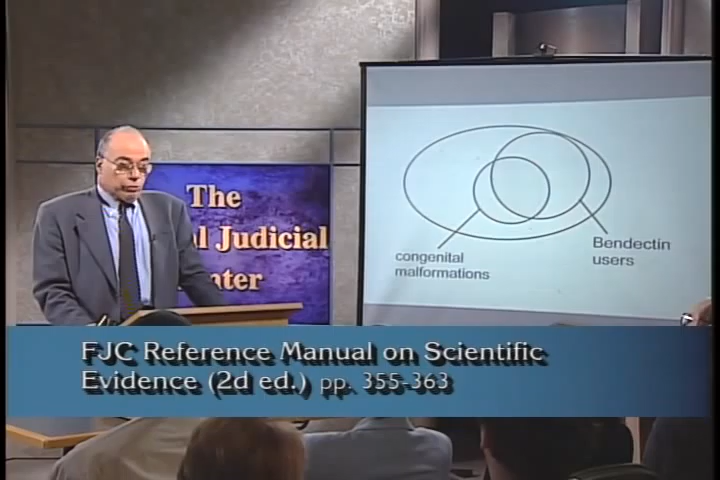 The
l Judicial
nter
congenital
malformations
Bendectin
users
FJC Reference Manual on Scientific
Evidence (2d ed.) pp. 355-363